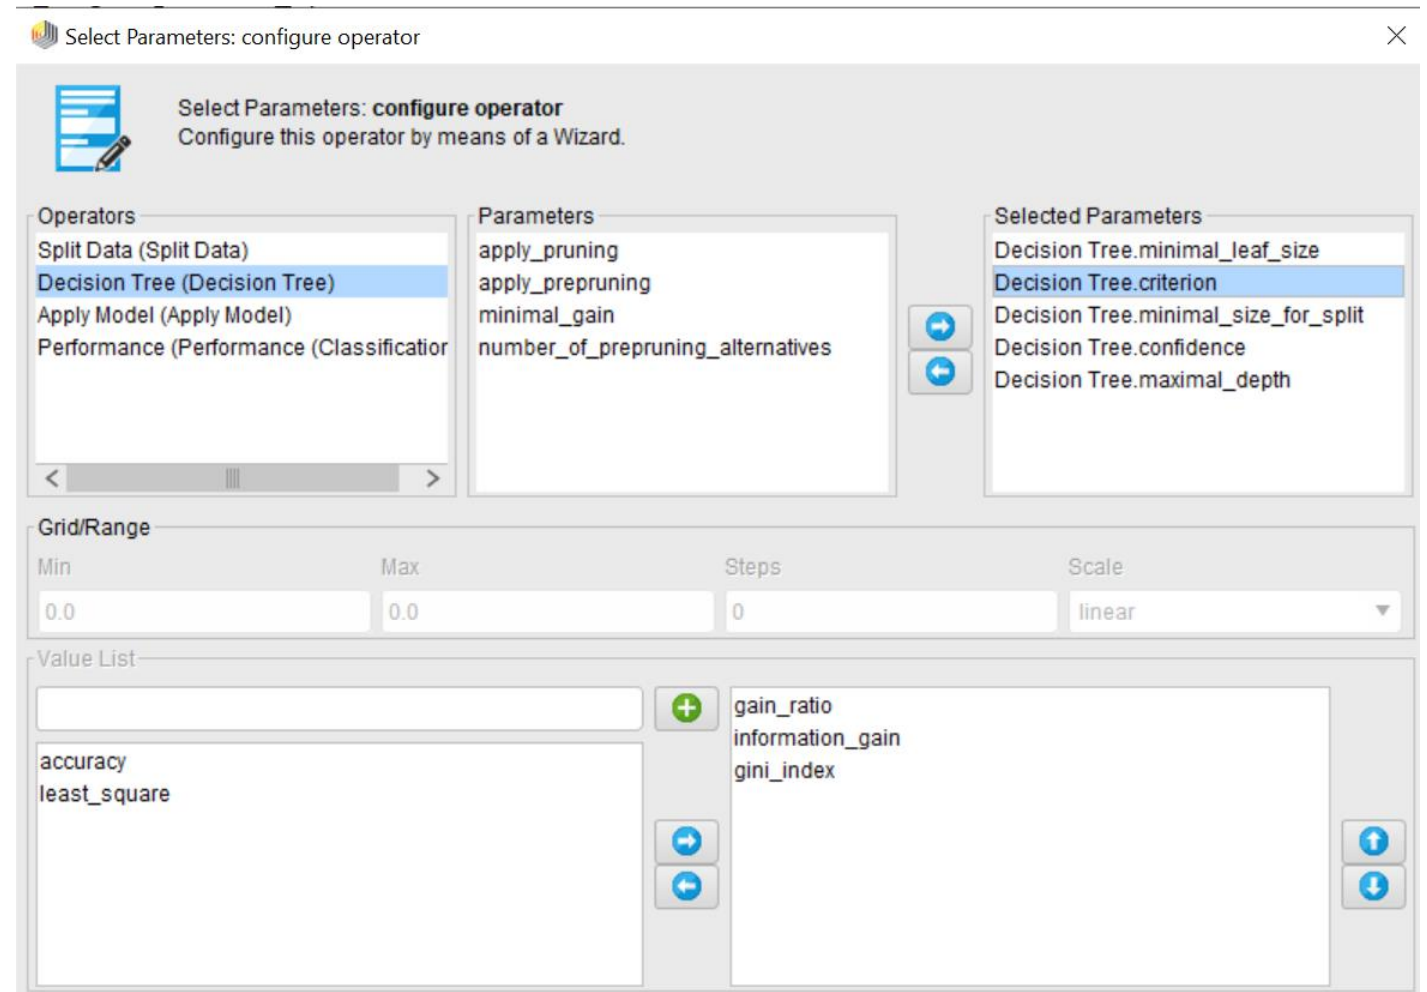 Select Parameters: configure operator
Select Parameters: configure operator
Configure this operator by means of a Wizard.
Operators
Split Data (Split Data)
Decision Tree (Decision Tree)
Apply Model (Apply Model)
Performance (Performance (Classification
Parameters
apply_pruning
apply_prepruning
minimal_gain
number_of_prepruning_alternatives
Selected Parameters
Decision Tree.minimal_leaf_size
Decision Tree.criterion
Decision Tree.minimal_size_for_split
Decision Tree.confidence
Decision Tree.maximal_depth
Grid/Range
Min
Max
Steps
Scale
0.0
0.0
0
linear
Value List
accuracy
least_square
gain_ratio
information_gain
gini_index